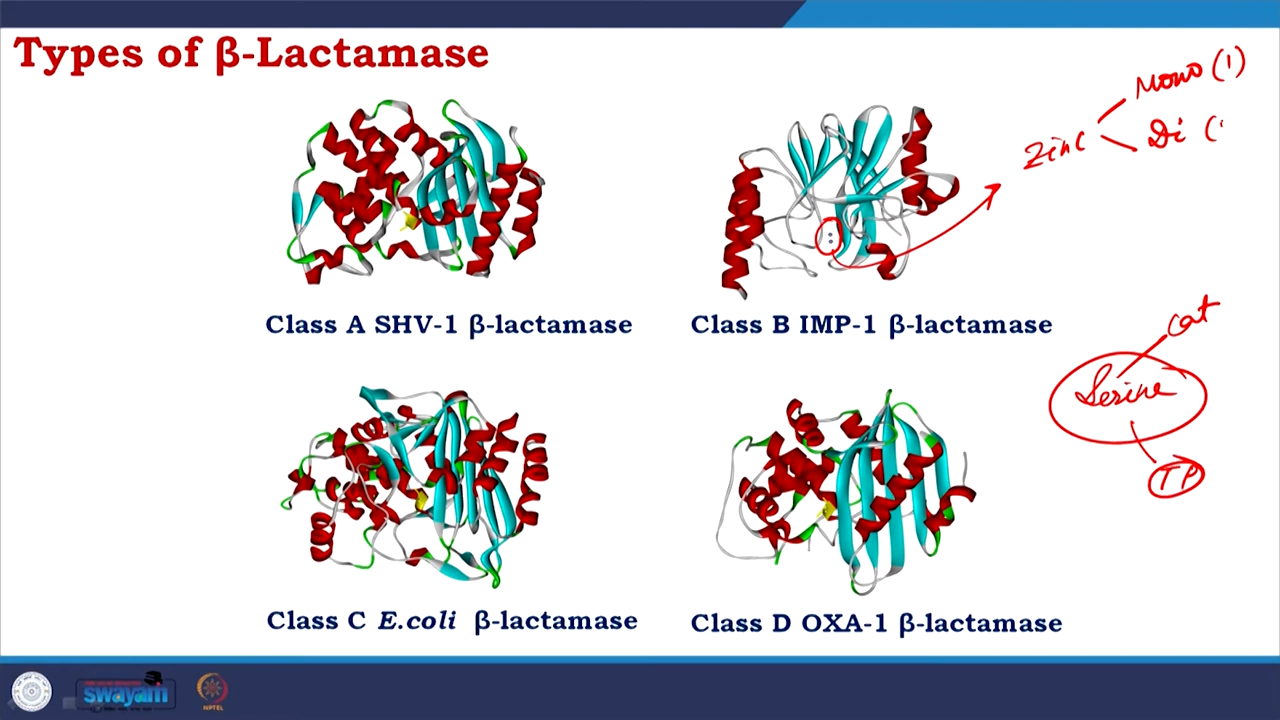 Types of β-Lactamase
Zinc
Mono (1)
Di (
Class A SHV-1 β-lactamase
Class B IMP-1 β-lactamase
Cat
Serine
TP
Class C E.coli β-lactamase
Class D OXA-1 β-lactamase
swayam
NPTEL